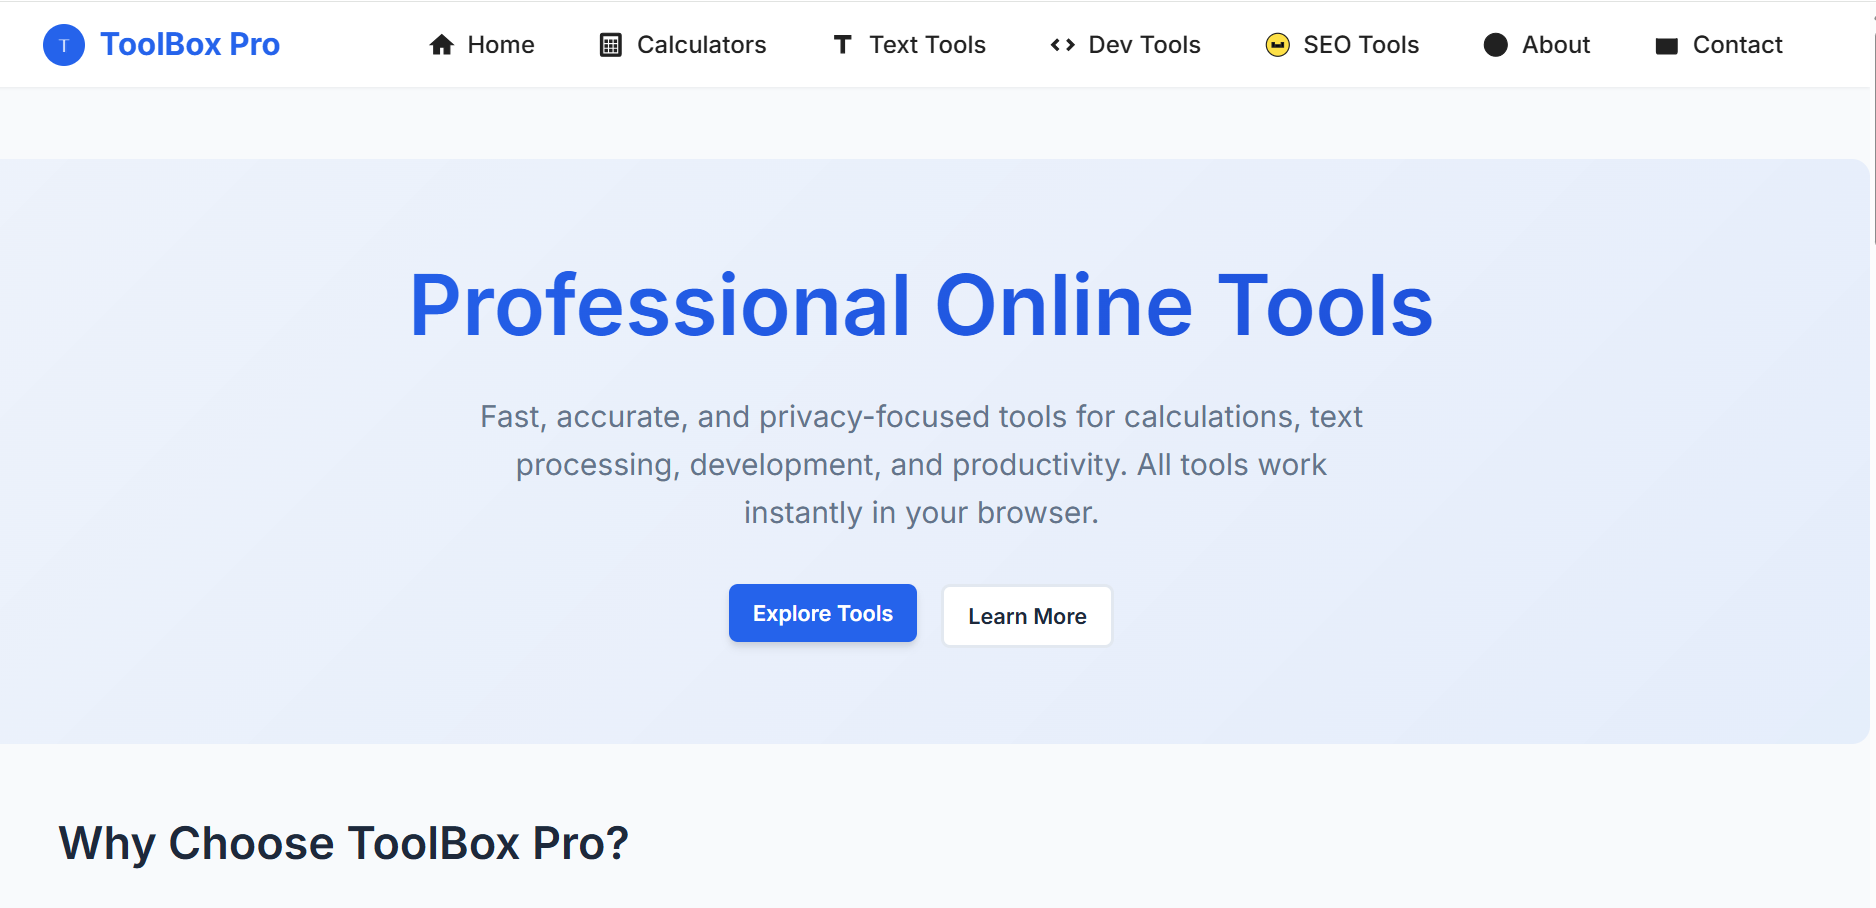 T ToolBox Pro Home Calculators T Text Tools Dev Tools SEO Tools About Contact
Professional Online Tools
Fast, accurate, and privacy-focused tools for calculations, text
processing, development, and productivity. All tools work
instantly in your browser.
Explore Tools Learn More
Why Choose ToolBox Pro?